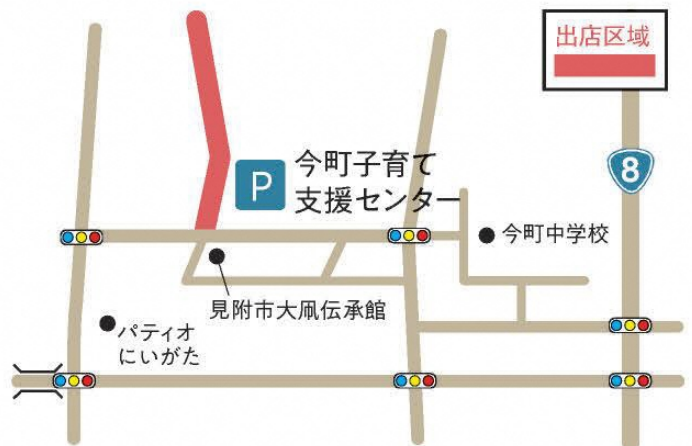 出店区域
8
P
今町子育て
支援センター
今町中学校
見附市大凧伝承館
パティオ
にいがた